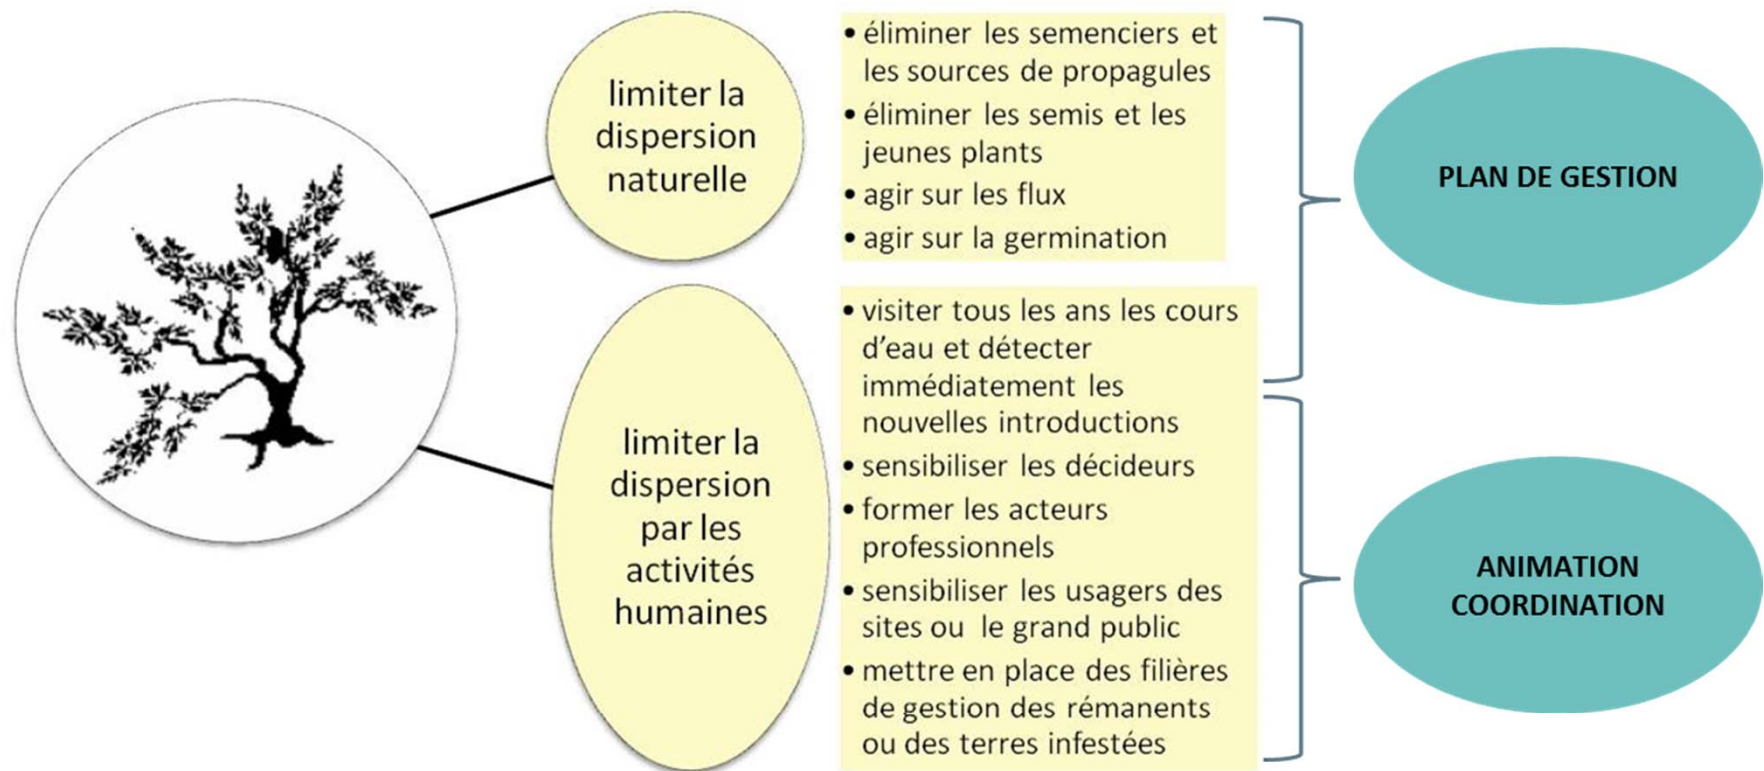 limiter la
dispersion
naturelle
• éliminer les semenciers et
les sources de propagules
• éliminer les semis et les
jeunes plants
• agir sur les flux
• agir sur la germination
limiter la
dispersion
par les
activités
humaines
• visiter tous les ans les cours
d'eau et détecter
immédiatement les
nouvelles introductions
• sensibiliser les décideurs
• former les acteurs
professionnels
• sensibiliser les usagers des
sites ou le grand public
• mettre en place des filières
de gestion des rémanents
ou des terres infestées
PLAN DE GESTION
ANIMATION
COORDINATION